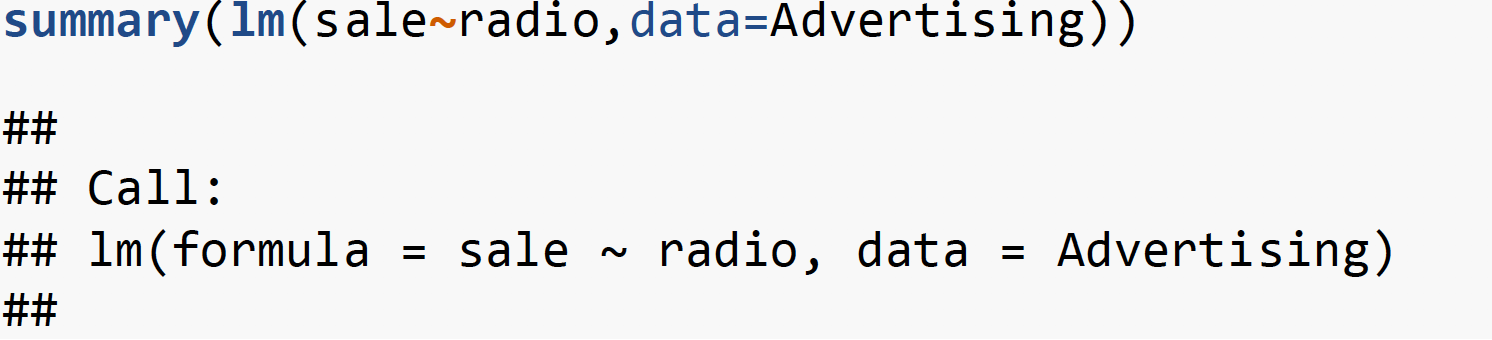 summary(lm(sale~radio,data=Advertising))
##
## Call:
## lm(formula = sale ~ radio, data = Advertising)
##